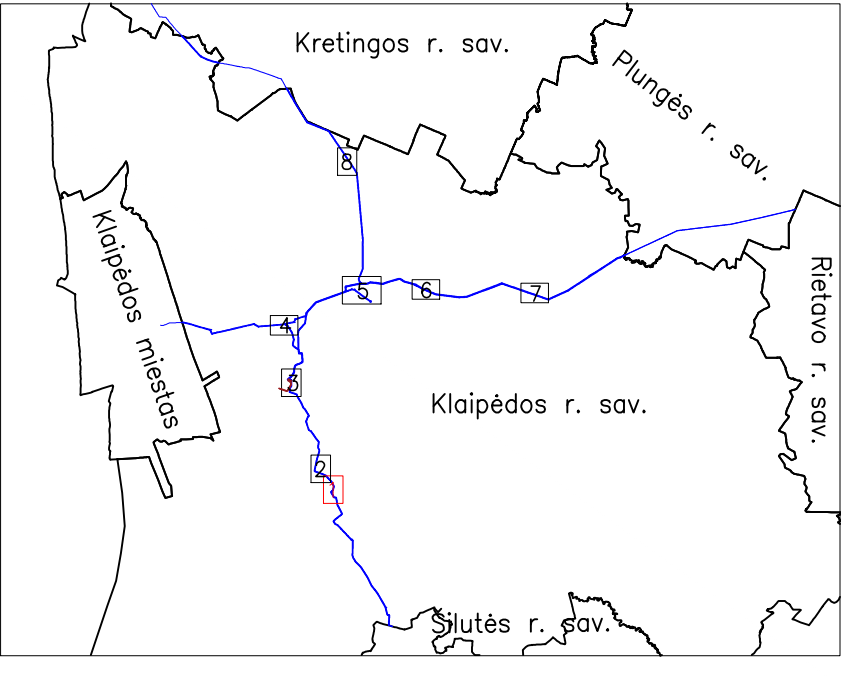 Kretingos r. sav.
Plungės r. sav.
8
Klaipėdos miestas
Rietavo r. sav.
5
6
7
4
3
Klaipėdos r. sav.
2
1
Šilutės r. sav.